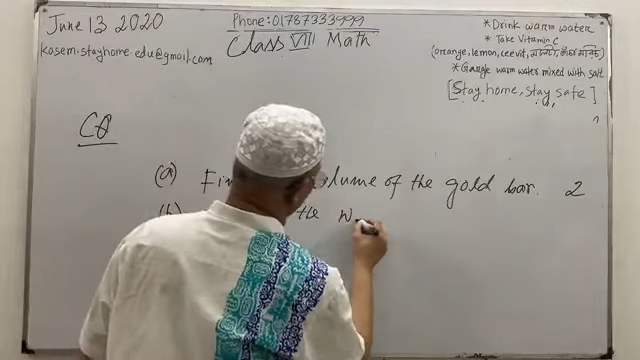 June 13 2020
kasem.stayhome.edu@gmail.com
Phone: 01787333999
Class VIII Math
* Drink warm water
* Take Vitamin C
(orange, lemon, ceevit,
* Gargle warm water mixed with salt
[Stay home, stay safe]
CQ
(a) Fin lume of the gold bar. 2
(b) the w